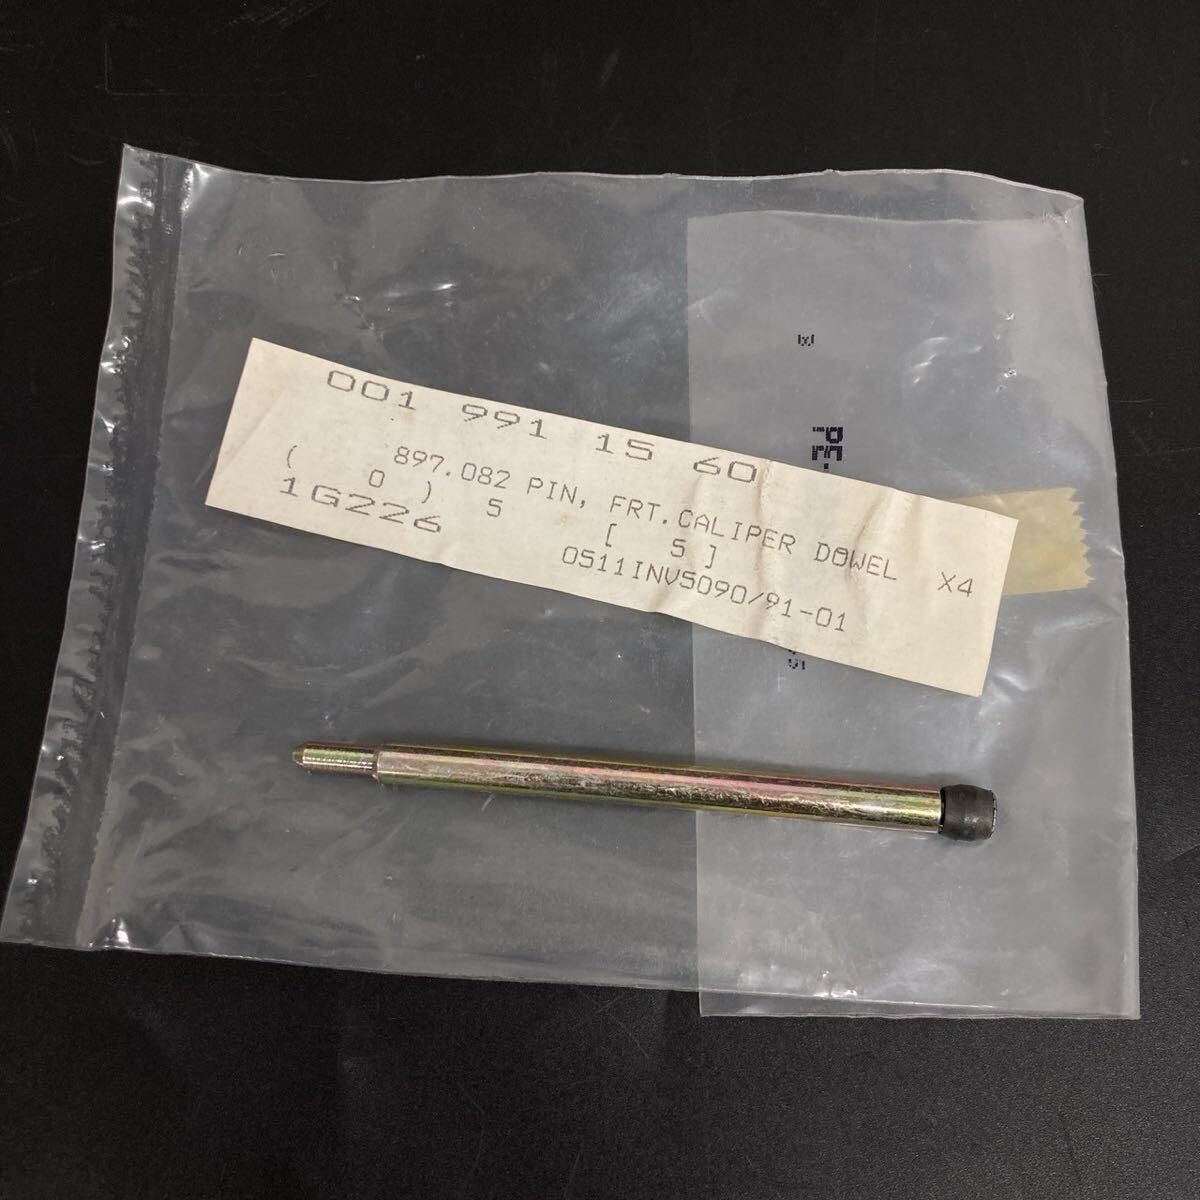 001 991 15 60
( 897.082 PIN, FRT.CALIPER DOWEL X4
0 ) 5 [ 5 ]
1G226 0511INV5090/91-01